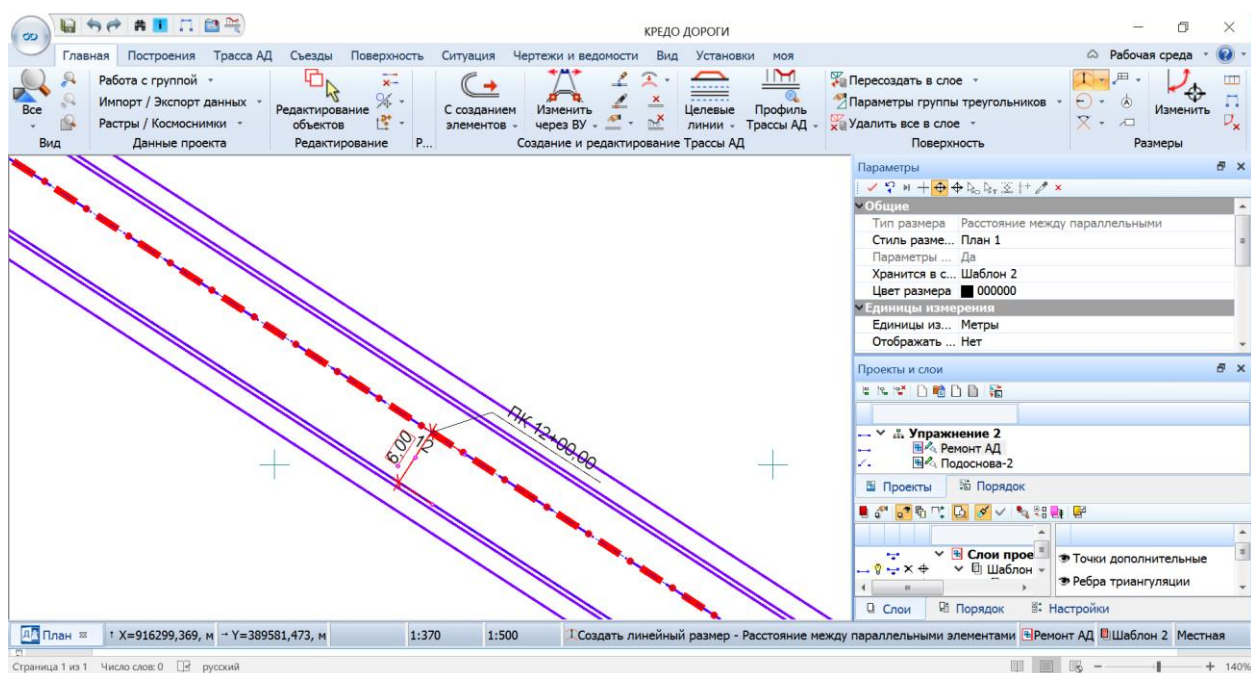 КРЕДО ДОРОГИ
Главная Построения Трасса АД Съезды Поверхность Ситуация Чертежи и ведомости Вид Установки моя Рабочая среда
Все
Вид
Работа с группой
Импорт / Экспорт данных
Растры / Космоснимки
Данные проекта
Редактирование
объектов
Редактирование
Р...
С созданием
элементов
Изменить
через ВУ
Целевые
линии
Профиль
Трассы АД
Создание и редактирование Трассы АД
Пересоздать в слое
Параметры группы треугольников
Удалить все в слое
Поверхность
Изменить
Размеры
ПК 12+00,00
6.00
12
Параметры
Общие
Тип размера Расстояние между параллельными
Стиль разме... План 1
Параметры ... Да
Хранится в с... Шаблон 2
Цвет размера 000000
Единицы измерения
Единицы из... Метры
Отображать ... Нет
Проекты и слои
Упражнение 2
Ремонт АД
Подоснова-2
Проекты Порядок
Слои прое
Шаблон
Точки дополнительные
Ребра триангуляции
Слои Порядок Настройки
План X=916299,369, м Y=389581,473, м 1:370 1:500 Создать линейный размер - Расстояние между параллельными элементами Ремонт АД Шаблон 2 Местная
Страница 1 из 1 Число слов: 0 русский 140%